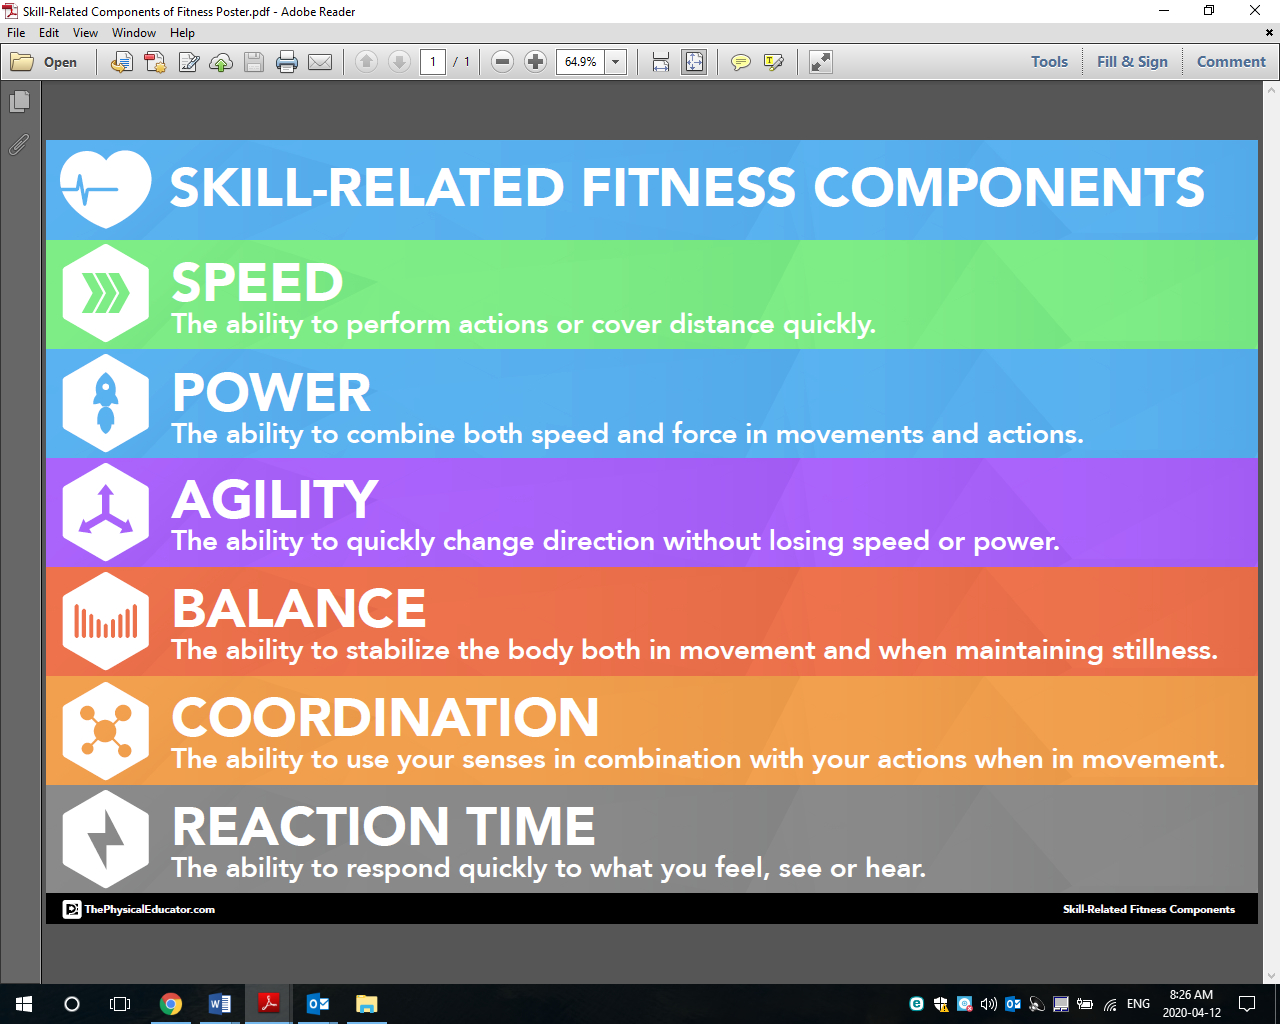 Skill-Related Components of Fitness Poster.pdf - Adobe Reader
File Edit View Window Help
Open 1 / 1 64.9% Tools Fill & Sign Comment
SKILL-RELATED FITNESS COMPONENTS
SPEED
The ability to perform actions or cover distance quickly.
POWER
The ability to combine both speed and force in movements and actions.
AGILITY
The ability to quickly change direction without losing speed or power.
BALANCE
The ability to stabilize the body both in movement and when maintaining stillness.
COORDINATION
The ability to use your senses in combination with your actions when in movement.
REACTION TIME
The ability to respond quickly to what you feel, see or hear.
ThePhysicalEducator.com Skill-Related Fitness Components
ENG 8:26 AM
2020-04-12